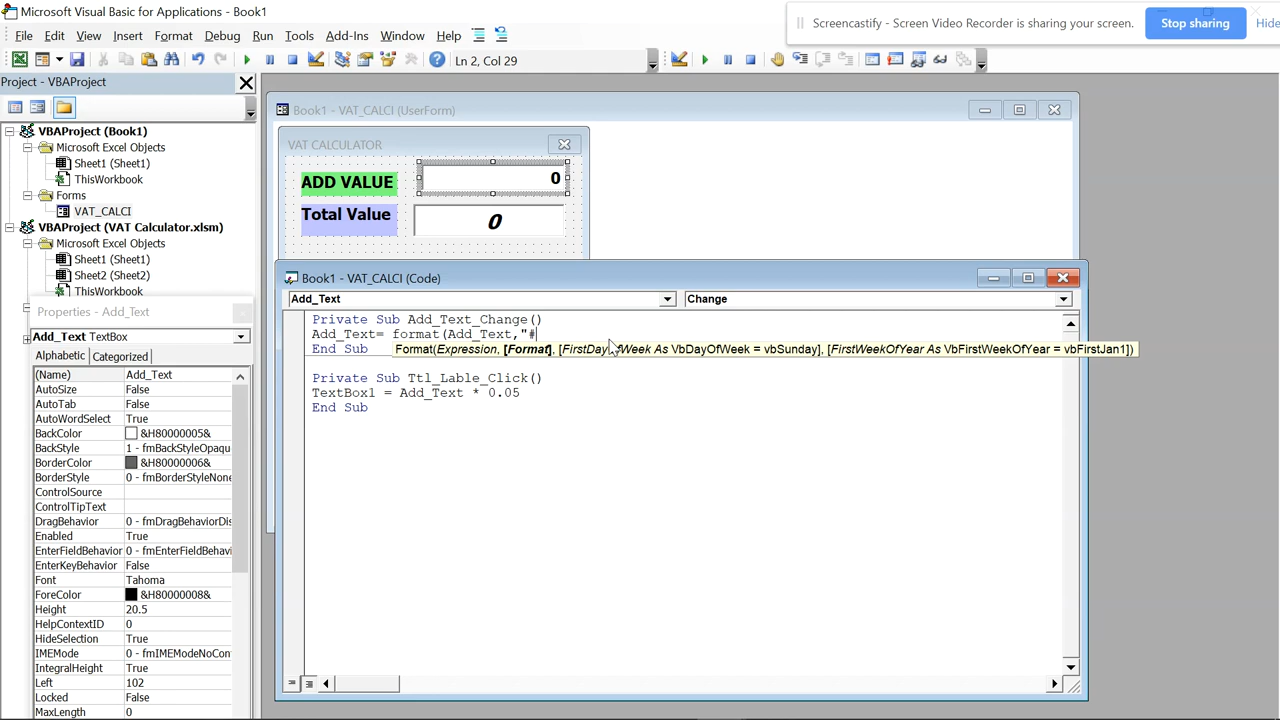 Microsoft Visual Basic for Applications - Book1
Screencastify - Screen Video Recorder is sharing your screen.
Stop sharing
Hide
File Edit View Insert Format Debug Run Tools Add-Ins Window Help
Ln 2, Col 29
Project - VBAProject
VBAProject (Book1)
Microsoft Excel Objects
Sheet1 (Sheet1)
ThisWorkbook
Forms
VAT_CALCI
VBAProject (VAT Calculator.xlsm)
Microsoft Excel Objects
Sheet1 (Sheet1)
Sheet2 (Sheet2)
ThisWorkbook
Properties - Add_Text
Add_Text TextBox
Alphabetic Categorized
(Name) Add_Text
AutoSize False
AutoTab False
AutoWordSelect True
BackColor &H80000005&
BackStyle 1 - fmBackStyleOpaqu
BorderColor &H80000006&
BorderStyle 0 - fmBorderStyleNone
ControlSource
ControlTipText
DragBehavior 0 - fmDragBehaviorDis
Enabled True
EnterFieldBehavior 0 - fmEnterFieldBehavi
EnterKeyBehavior False
Font Tahoma
ForeColor &H80000008&
Height 20.5
HelpContextID 0
HideSelection True
IMEMode 0 - fmIMEModeNoCon
IntegralHeight True
Left 102
Locked False
MaxLength 0
Book1 - VAT_CALCI (UserForm)
VAT CALCULATOR
ADD VALUE 0
Total Value 0
Book1 - VAT_CALCI (Code)
Add_Text Change
Private Sub Add_Text_Change()
Add_Text= format(Add_Text,"#
End Sub
Format(Expression, [Format], [FirstDayOfWeek As VbDayOfWeek = vbSunday], [FirstWeekOfYear As VbFirstWeekOfYear = vbFirstJan1])
Private Sub Ttl_Lable_Click()
TextBox1 = Add_Text * 0.05
End Sub